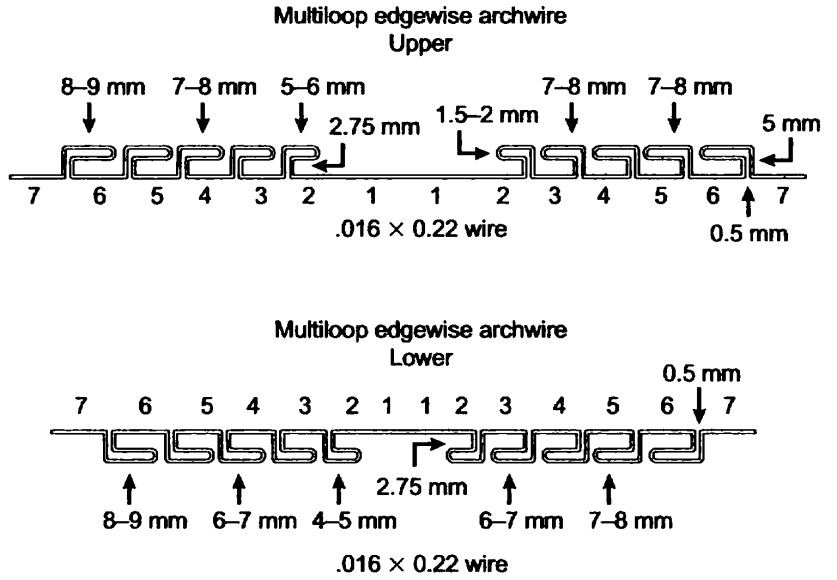 Multiloop edgewise archwire
Upper
8–9 mm 7–8 mm 5–6 mm 7–8 mm 7–8 mm
2.75 mm 1.5–2 mm 5 mm
7 6 5 4 3 2 1 1 2 3 4 5 6 7
.016 × 0.22 wire 0.5 mm
Multiloop edgewise archwire
Lower
0.5 mm
7 6 5 4 3 2 1 1 2 3 4 5 6 7
2.75 mm
8–9 mm 6–7 mm 4–5 mm 6–7 mm 7–8 mm
.016 × 0.22 wire